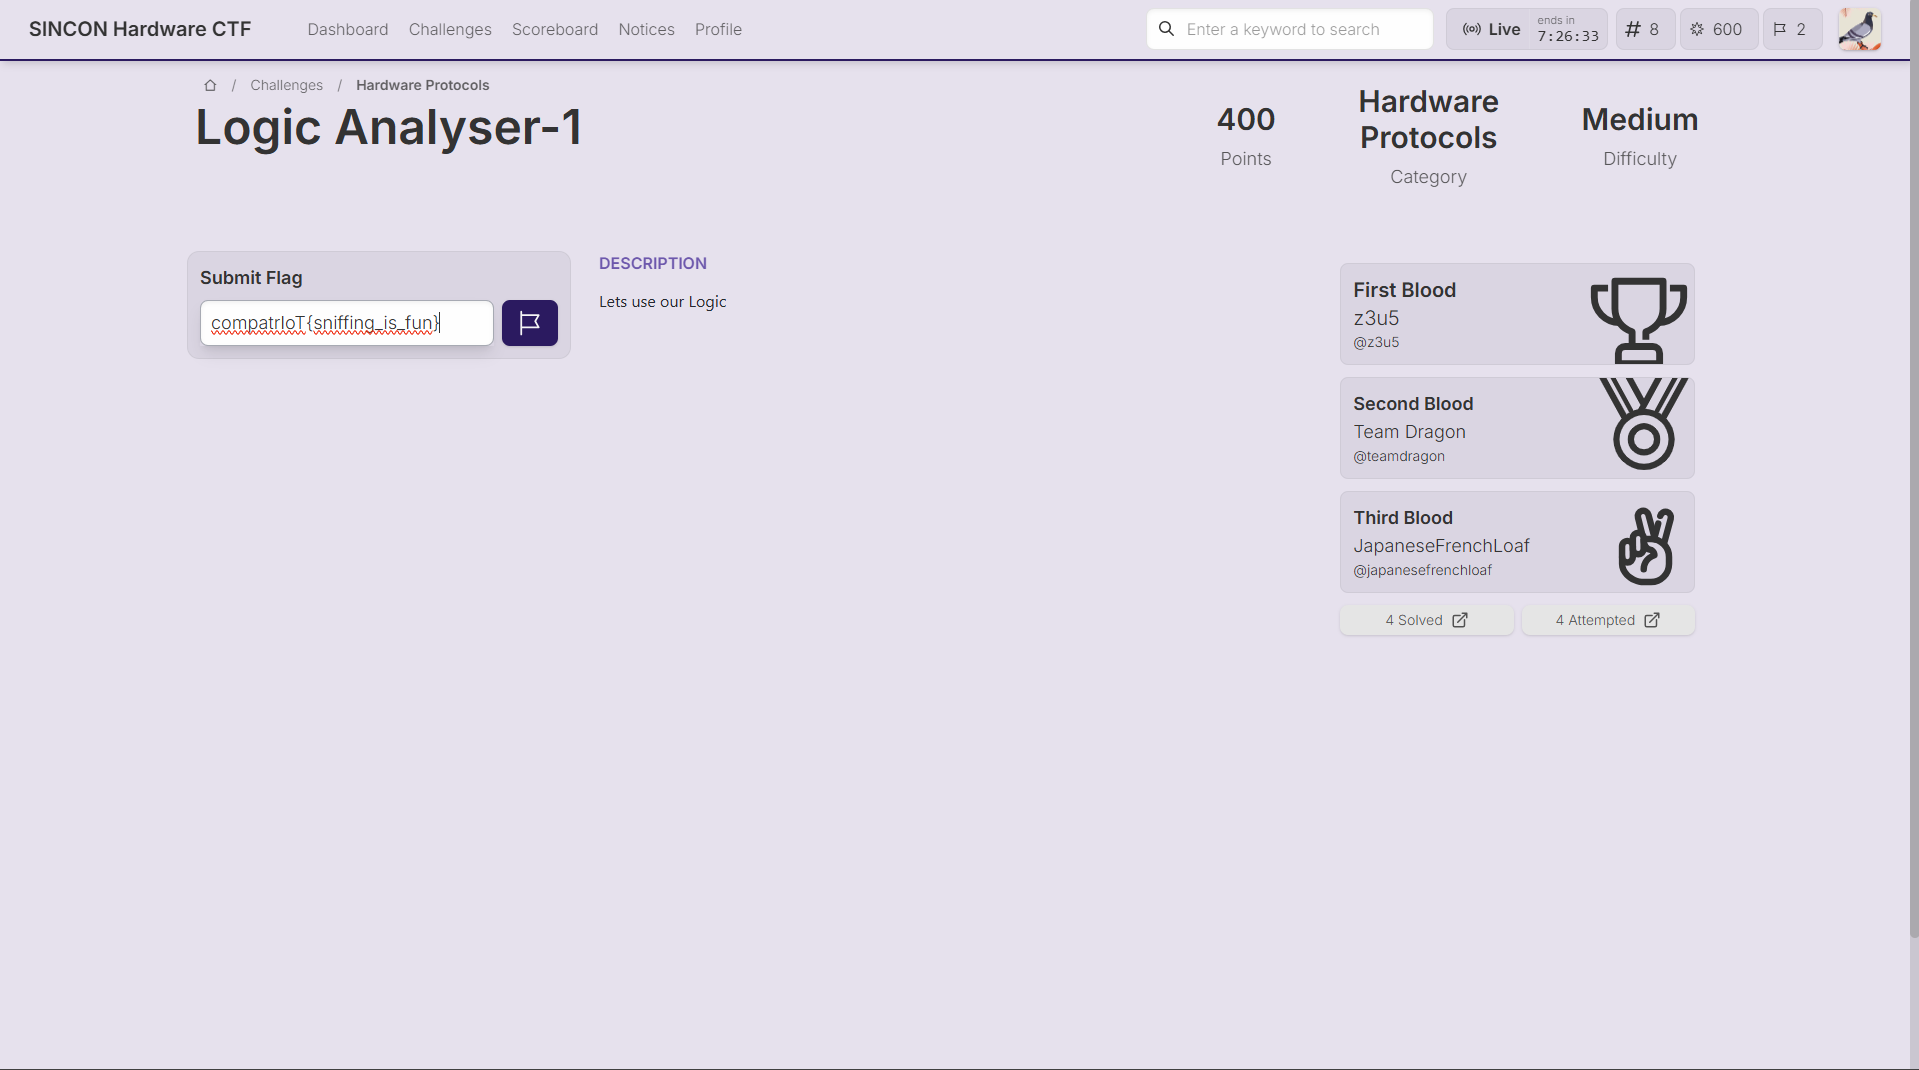 SINCON Hardware CTF
Dashboard Challenges Scoreboard Notices Profile
Enter a keyword to search
Live
ends in
7:26:33
# 8
600
2
/ Challenges / Hardware Protocols
Logic Analyser-1
400
Points
Hardware
Protocols
Category
Medium
Difficulty
Submit Flag
compatrIoT{sniffing_is_fun}
DESCRIPTION
Lets use our Logic
First Blood
z3u5
@z3u5
Second Blood
Team Dragon
@teamdragon
Third Blood
JapaneseFrenchLoaf
@japanesefrenchloaf
4 Solved
4 Attempted